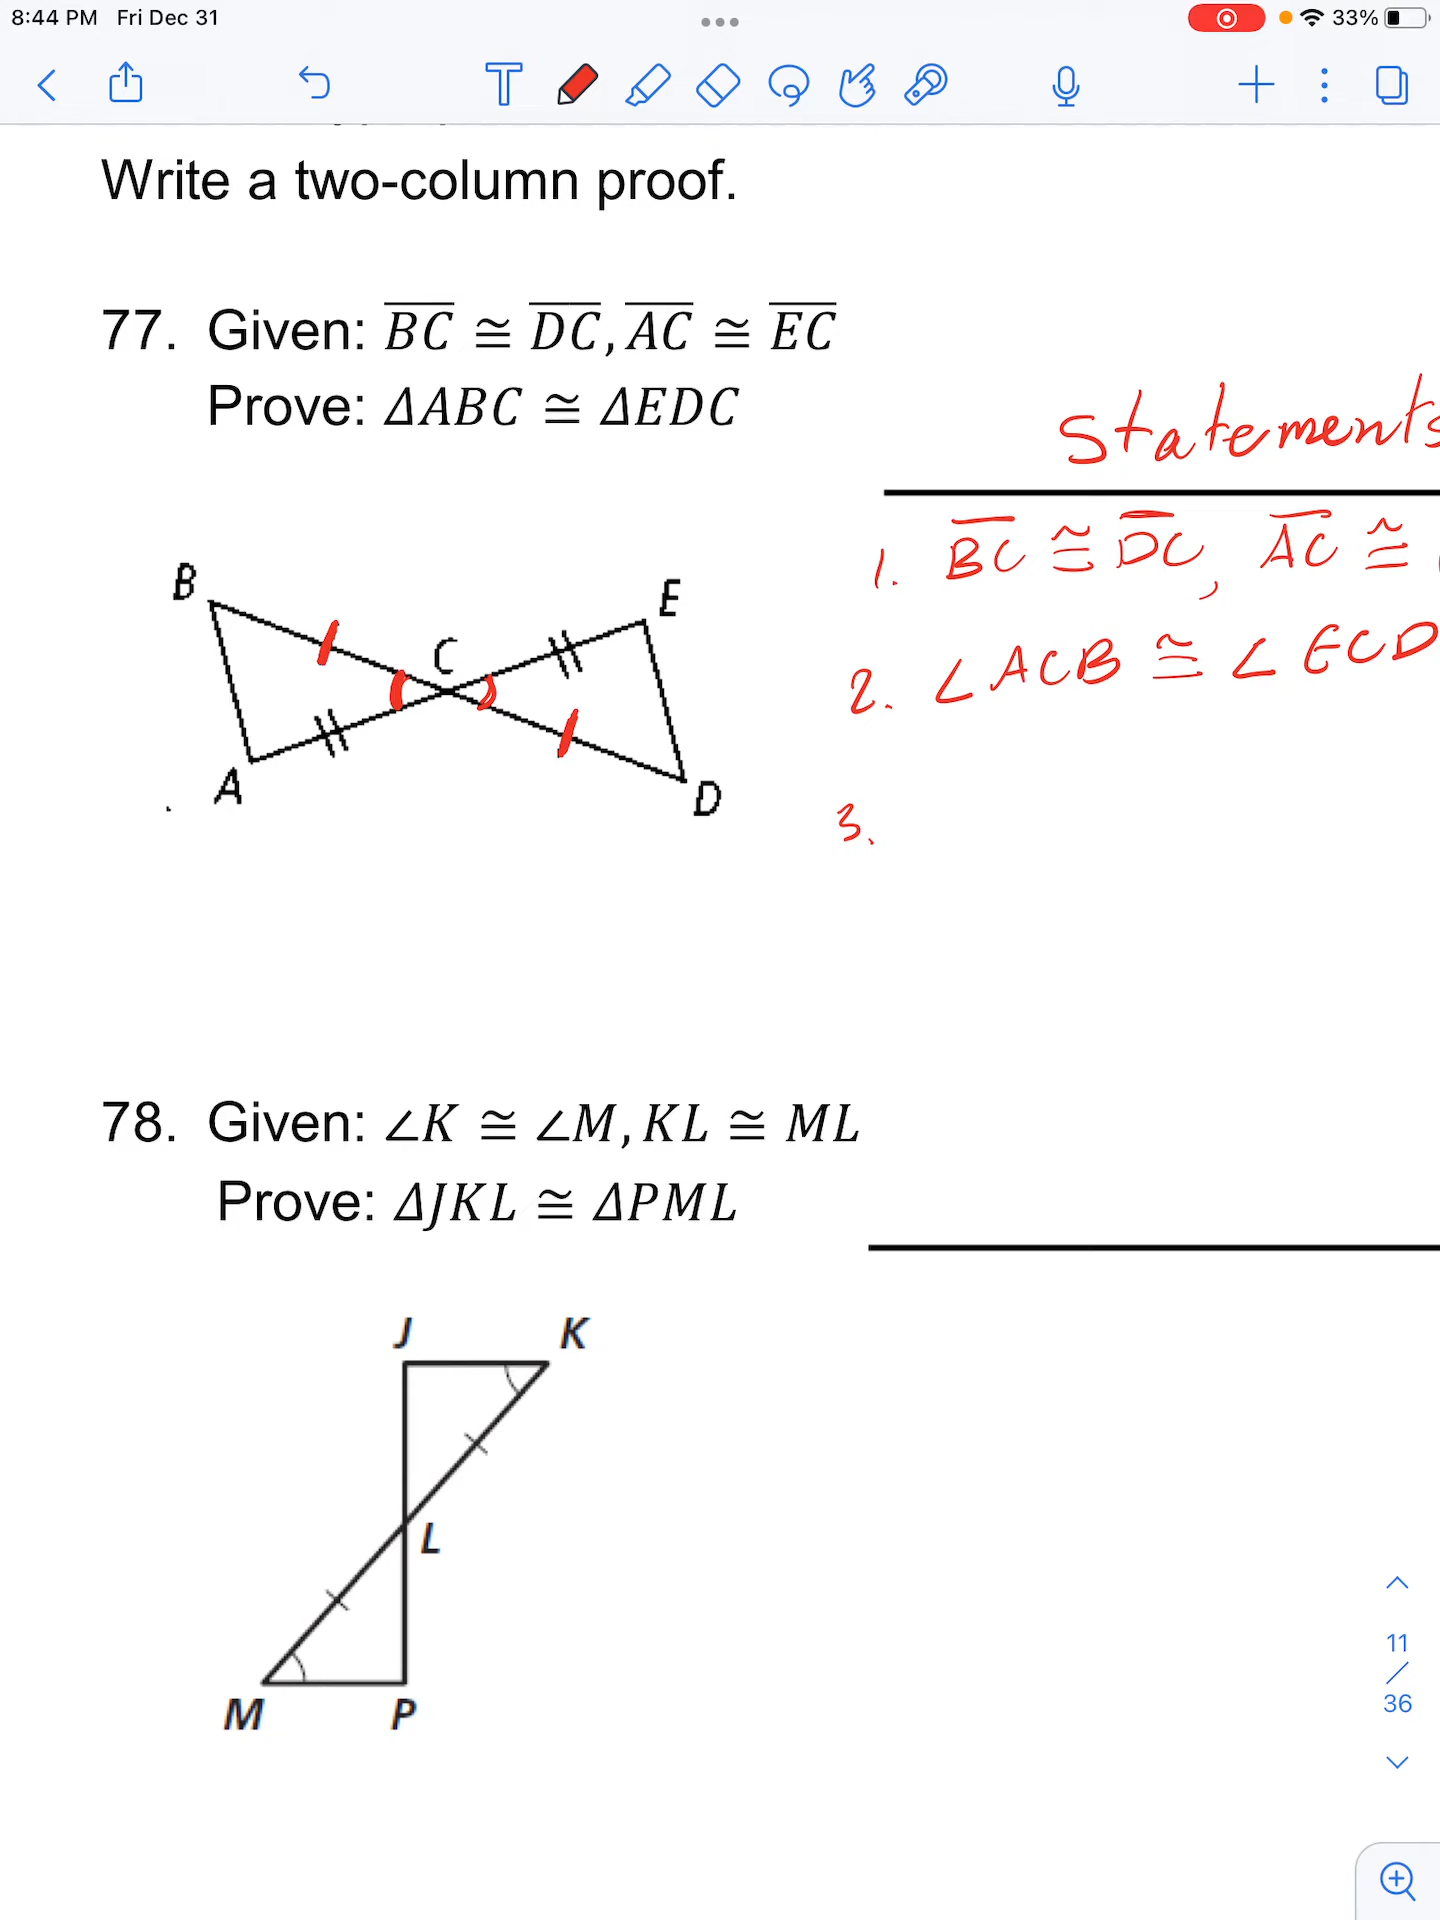 8:44 PM Fri Dec 31
33%
Write a two-column proof.
77. Given: BC ≅ DC, AC ≅ EC
Prove: ΔABC ≅ ΔEDC
Statements
1. BC ≅ DC, AC ≅
2. ∠ACB ≅ ∠ECD
3.
B
E
C
A
D
78. Given: ∠K ≅ ∠M, KL ≅ ML
Prove: ΔJKL ≅ ΔPML
J K
L
M P
11
/
36